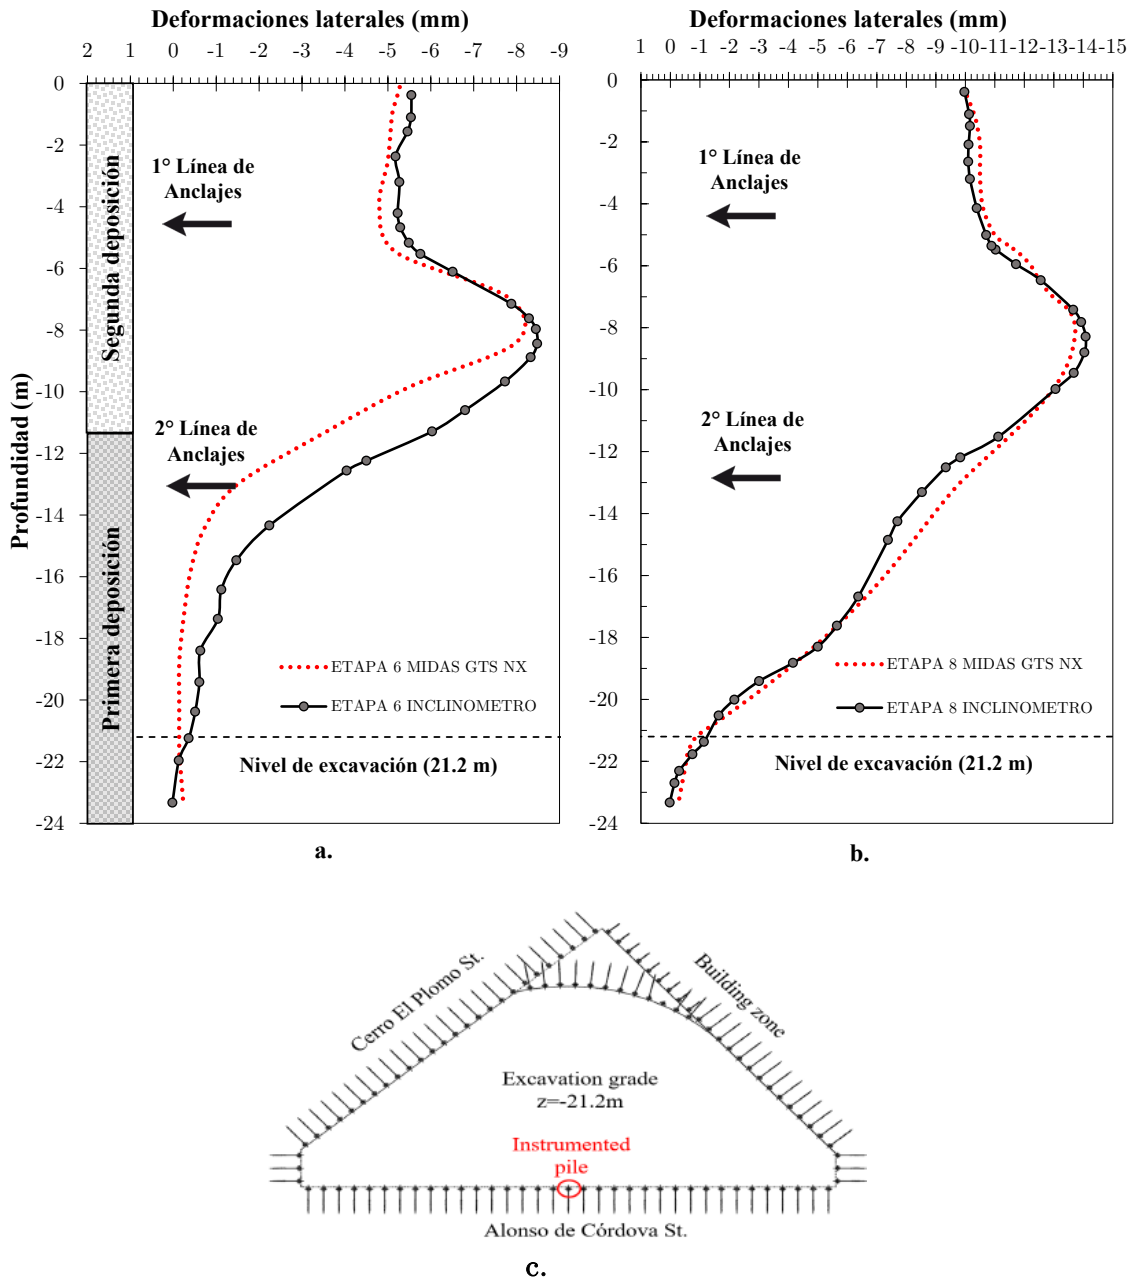 Deformaciones laterales (mm)
2 1 0 -1 -2 -3 -4 -5 -6 -7 -8 -9
0
-2
-4
-6
-8
-10
-12
-14
-16
-18
-20
-22
-24
Profundidad (m)
Segunda deposición
Primera deposición
1° Línea de
Anclajes
2° Línea de
Anclajes
ETAPA 6 MIDAS GTS NX
ETAPA 6 INCLINOMETRO
Nivel de excavación (21.2 m)
a.
Deformaciones laterales (mm)
1 0 -1 -2 -3 -4 -5 -6 -7 -8 -9 -10 -11 -12 -13 -14 -15
0
-2
-4
-6
-8
-10
-12
-14
-16
-18
-20
-22
-24
1° Línea de
Anclajes
2° Línea de
Anclajes
ETAPA 8 MIDAS GTS NX
ETAPA 8 INCLINOMETRO
Nivel de excavación (21.2 m)
b.
Cerro El Plomo St.
Building zone
Excavation grade
z=-21.2m
Instrumented
pile
Alonso de Córdova St.
c.